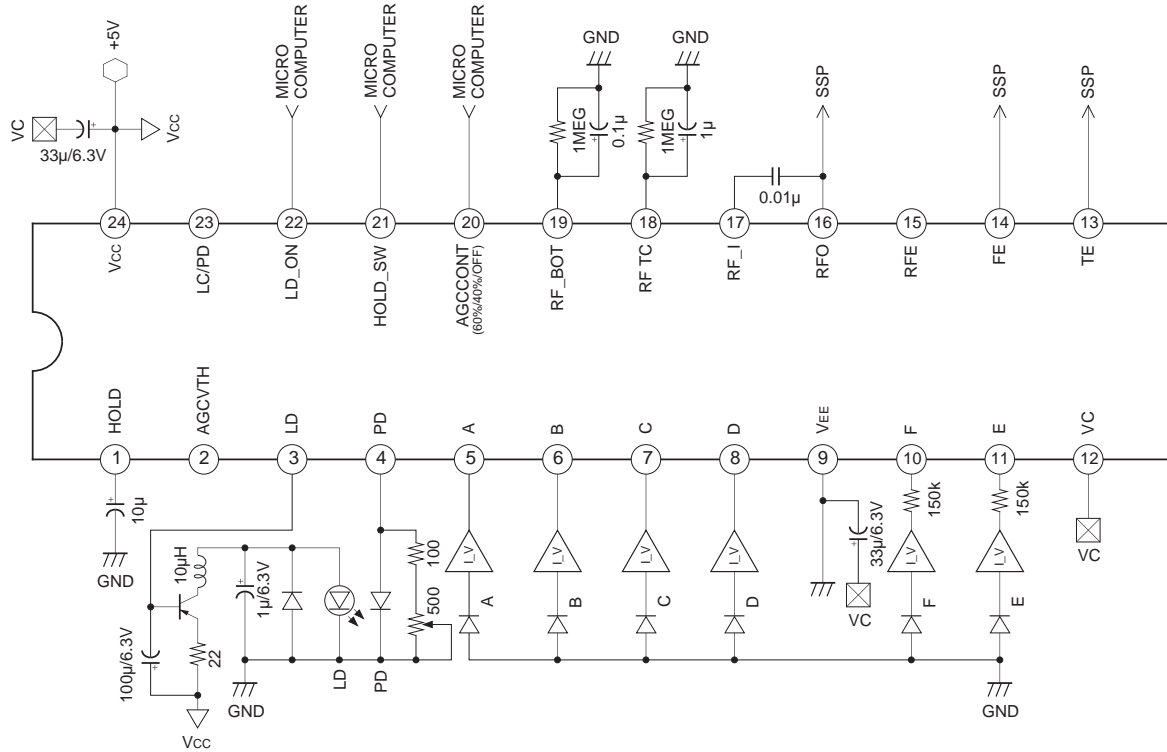 VC
33µ/6.3V
+5V
Vcc
MICRO
COMPUTER
MICRO
COMPUTER
MICRO
COMPUTER
GND
1MEG
0.1µ
GND
1MEG
1µ
0.01µ
SSP
SSP
SSP
24
23
22
21
20
19
18
17
16
15
14
13
Vcc
LC/PD
LD_ON
HOLD_SW
AGCCONT
(60%/40%/OFF)
RF_BOT
RF TC
RF_I
RFO
RFE
FE
TE
HOLD
AGCVTH
LD
PD
A
B
C
D
VEE
F
E
VC
1
2
3
4
5
6
7
8
9
10
11
12
10µ
GND
10µH
100µ/6.3V
22
Vcc
1µ/6.3V
GND
LD
PD
100
500
I_V
I_V
I_V
I_V
A
B
C
D
33µ/6.3V
VC
150k
150k
I_V
I_V
F
E
GND
VC